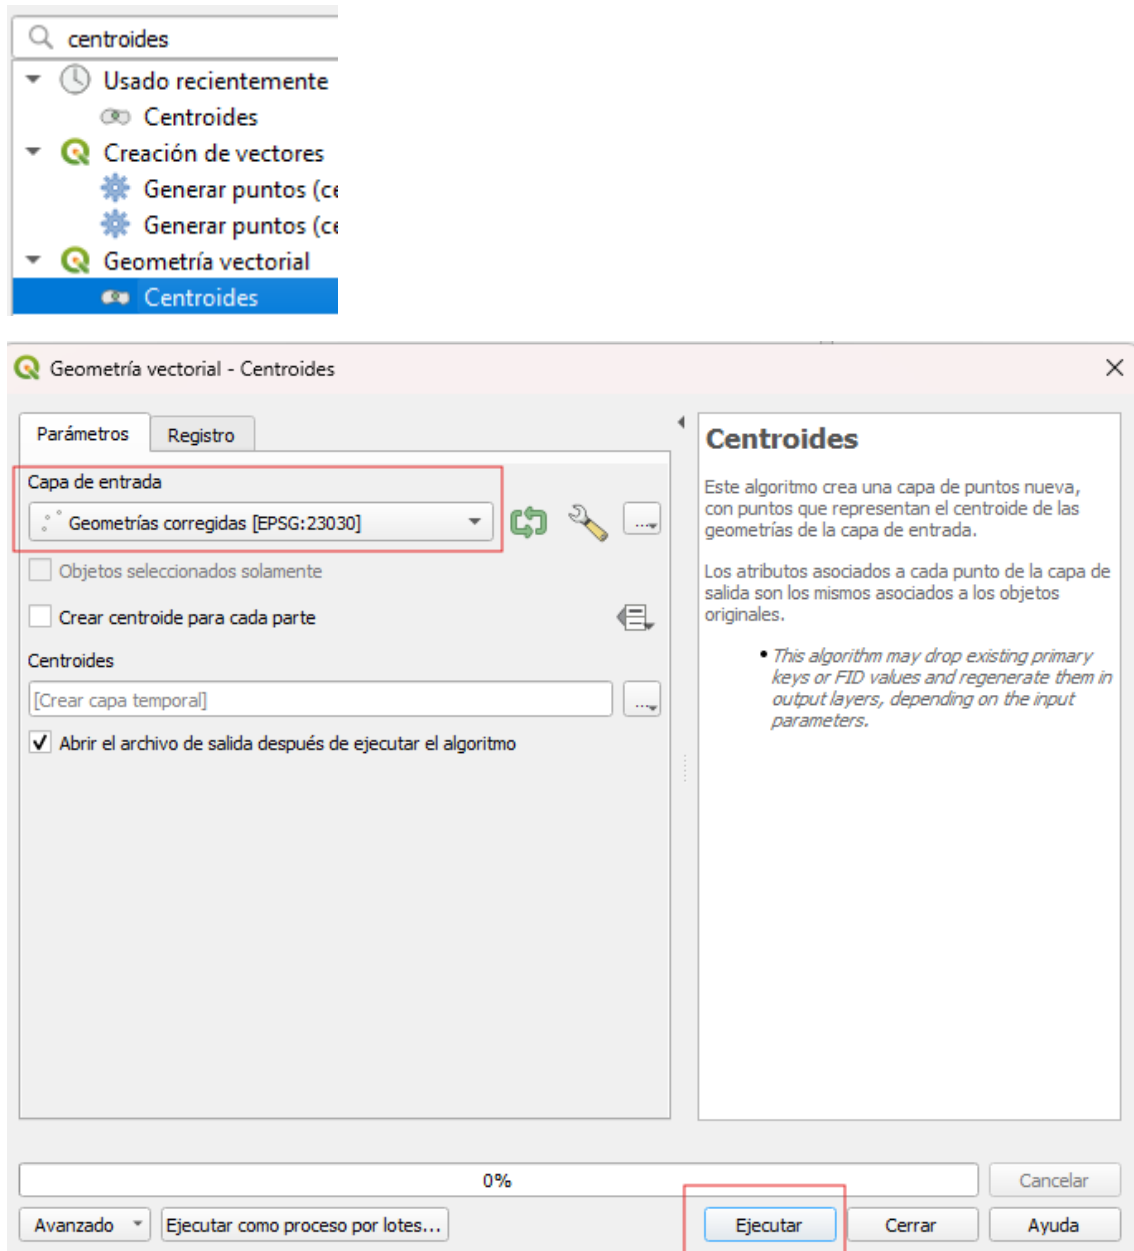 centroides
Usado recientemente
Centroides
Creación de vectores
Generar puntos (ce
Generar puntos (ce
Geometría vectorial
Centroides
Geometría vectorial - Centroides
Parámetros
Registro
Capa de entrada
Geometrías corregidas [EPSG:23030]
...
Objetos seleccionados solamente
Crear centroide para cada parte
Centroides
[Crear capa temporal]
...
Abrir el archivo de salida después de ejecutar el algoritmo
Centroides
Este algoritmo crea una capa de puntos nueva,
con puntos que representan el centroide de las
geometrías de la capa de entrada.
Los atributos asociados a cada punto de la capa de
salida son los mismos asociados a los objetos
originales.
• This algorithm may drop existing primary
keys or FID values and regenerate them in
output layers, depending on the input
parameters.
0%
Cancelar
Avanzado
Ejecutar como proceso por lotes...
Ejecutar
Cerrar
Ayuda